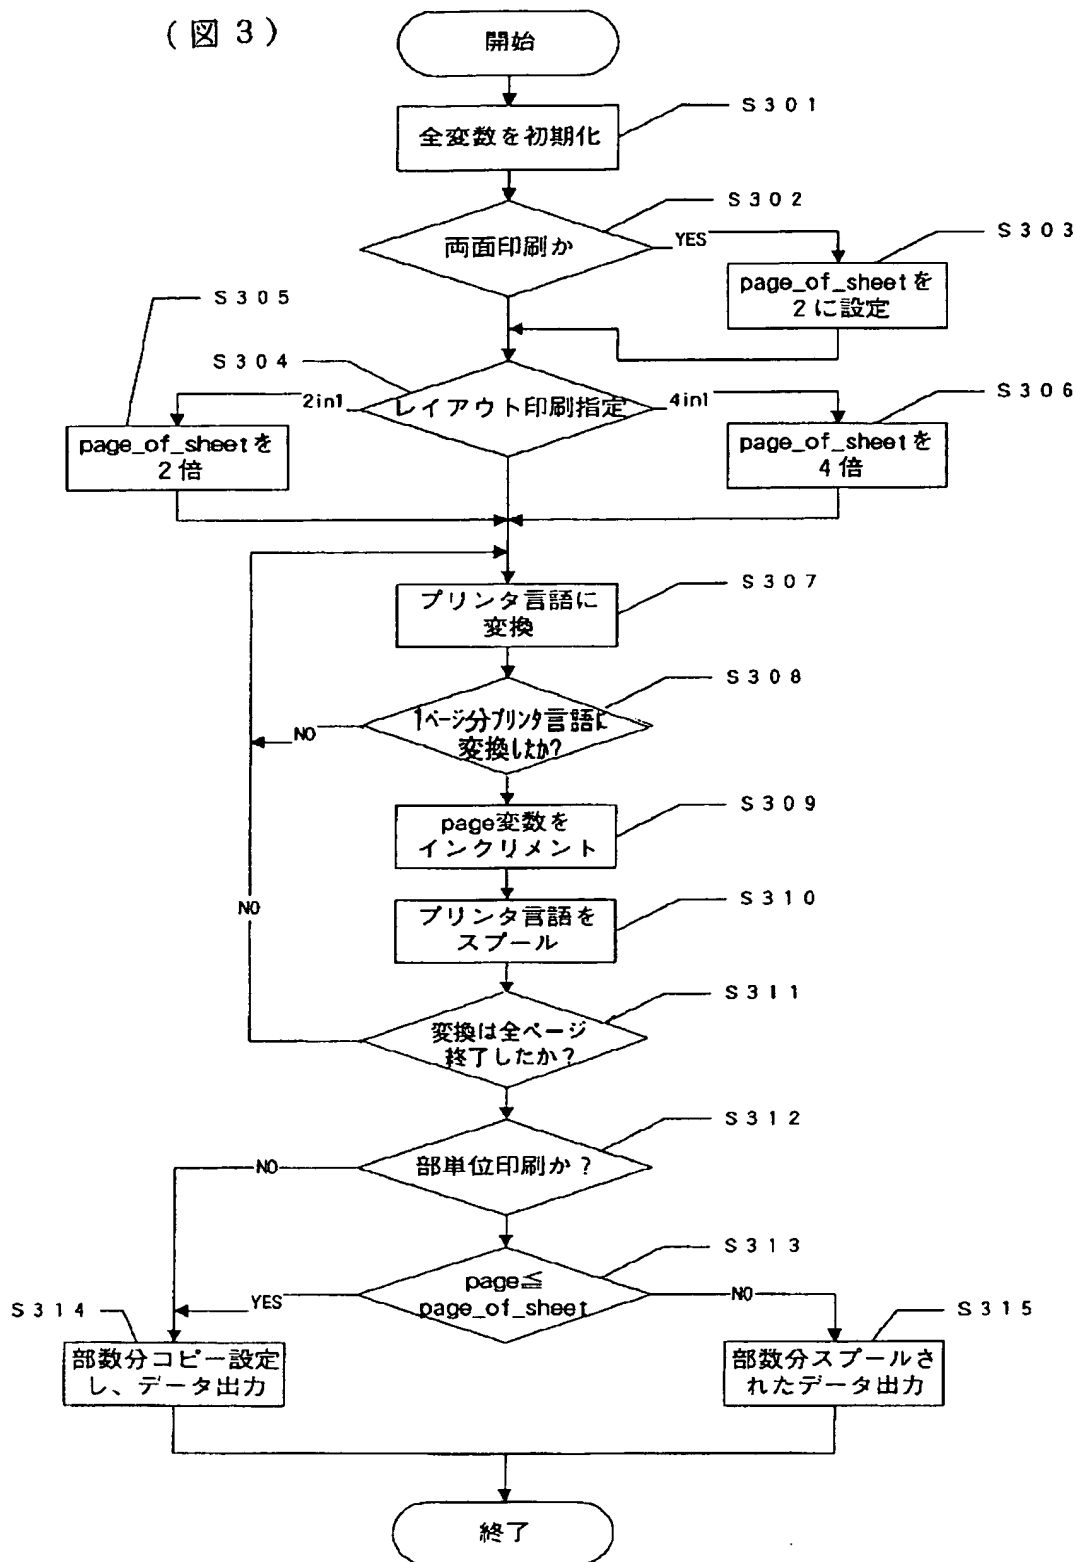 (図3)
開始
S301
全変数を初期化
S302
両面印刷か
YES
S303
page_of_sheetを
2に設定
S305
S304
2in1
レイアウト印刷指定
4in1
S306
page_of_sheetを
2倍
page_of_sheetを
4倍
S307
プリンタ言語に
変換
S308
1ページ分プリンタ言語に
変換したか?
NO
S309
page変数を
インクリメント
NO
S310
プリンタ言語を
スプール
S311
変換は全ページ
終了したか?
S312
部単位印刷か?
NO
S313
page≦
page_of_sheet
YES
NO
S314
S315
部数分コピー設定
し、データ出力
部数分スプールさ
れたデータ出力
終了